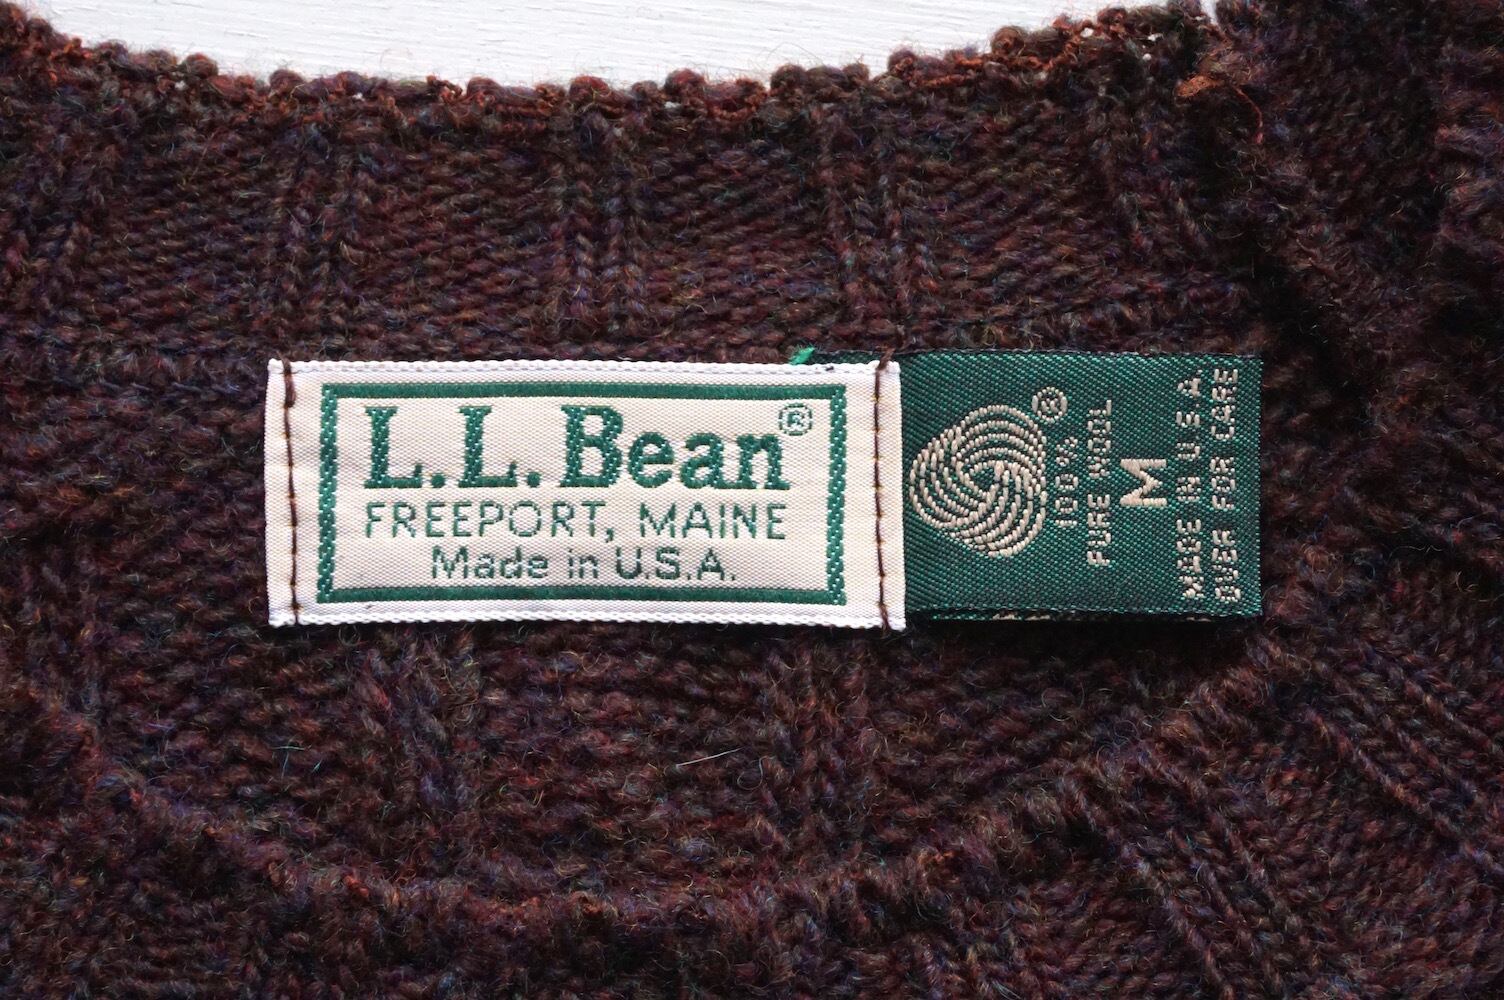 L.L.Bean®
FREEPORT, MAINE
Made in U.S.A.
®
100%
PURE WOOL
M
MADE IN U.S.A.
OVER FOR CARE